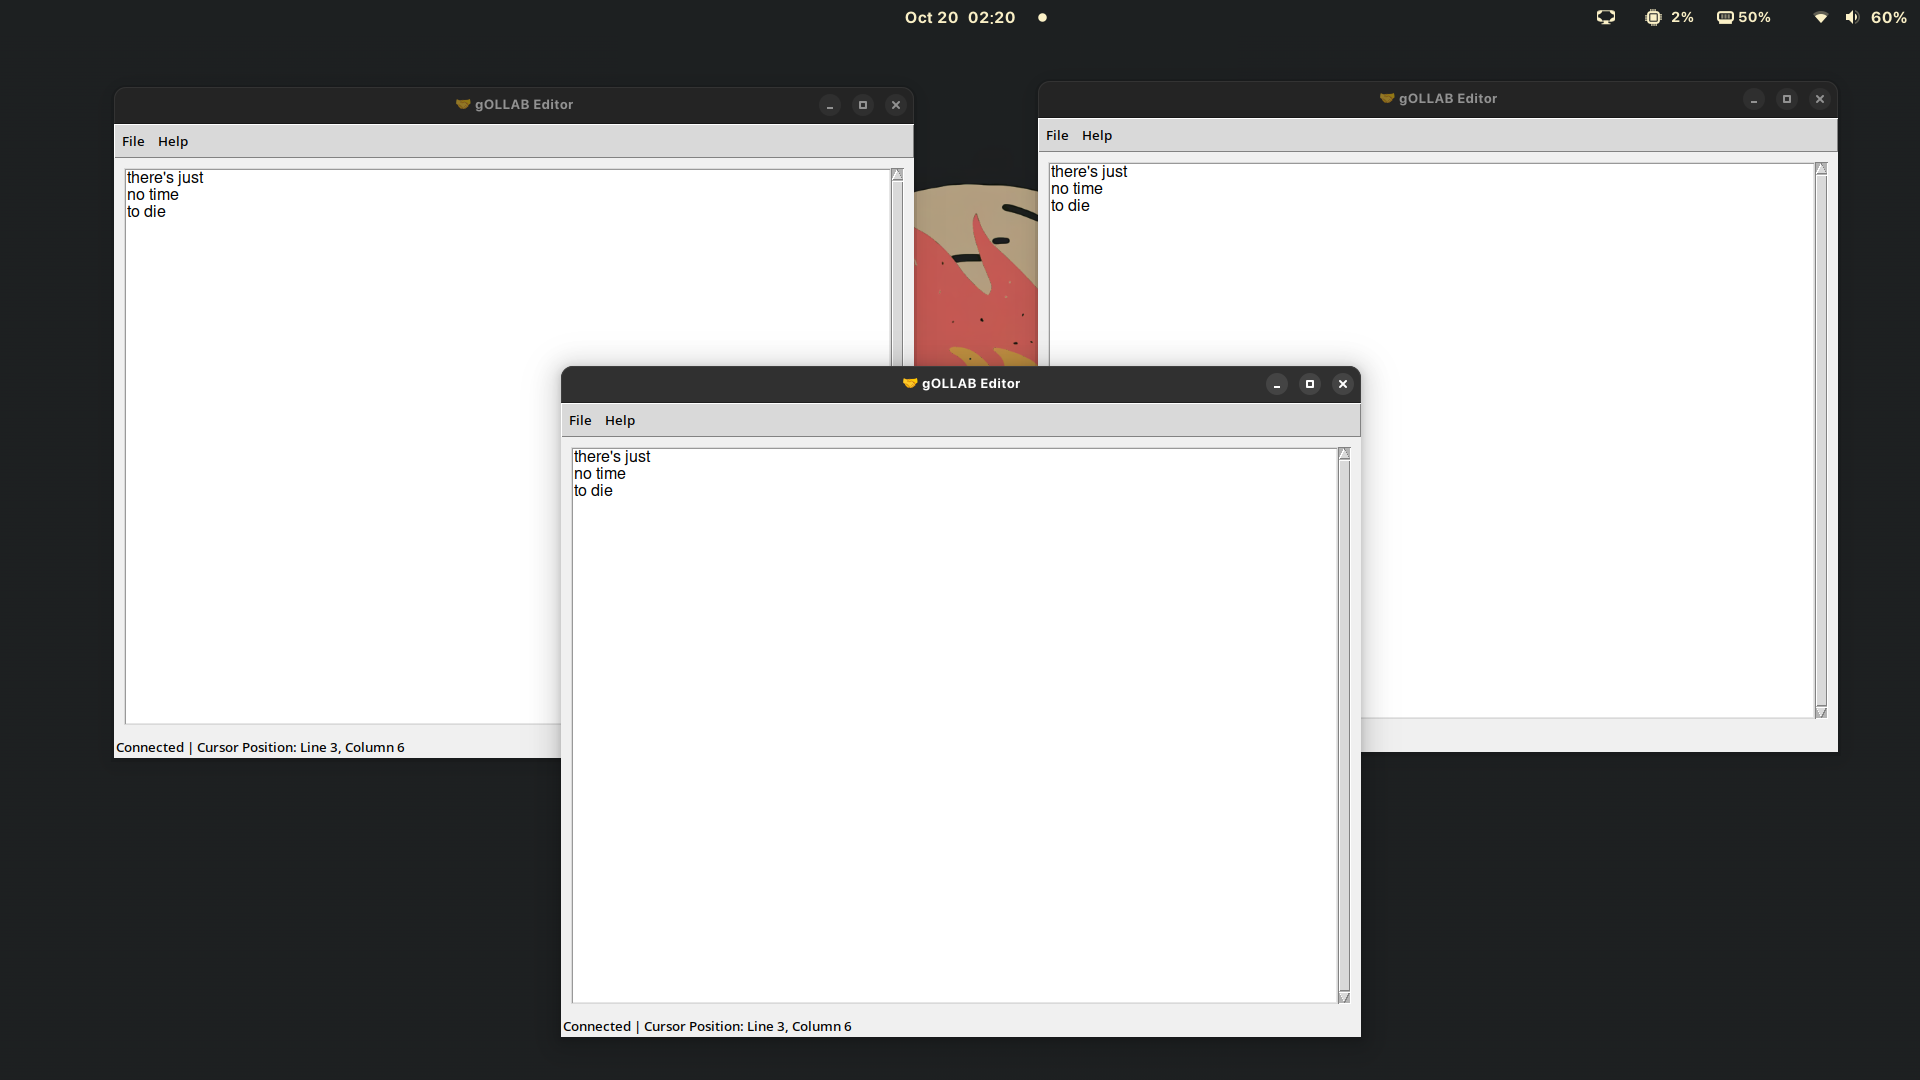 Oct 20 02:20
2%
50%
60%
🤝 gOLLAB Editor
File Help
there's just
no time
to die
Connected | Cursor Position: Line 3, Column 6
🤝 gOLLAB Editor
File Help
there's just
no time
to die
🤝 gOLLAB Editor
File Help
there's just
no time
to die
Connected | Cursor Position: Line 3, Column 6